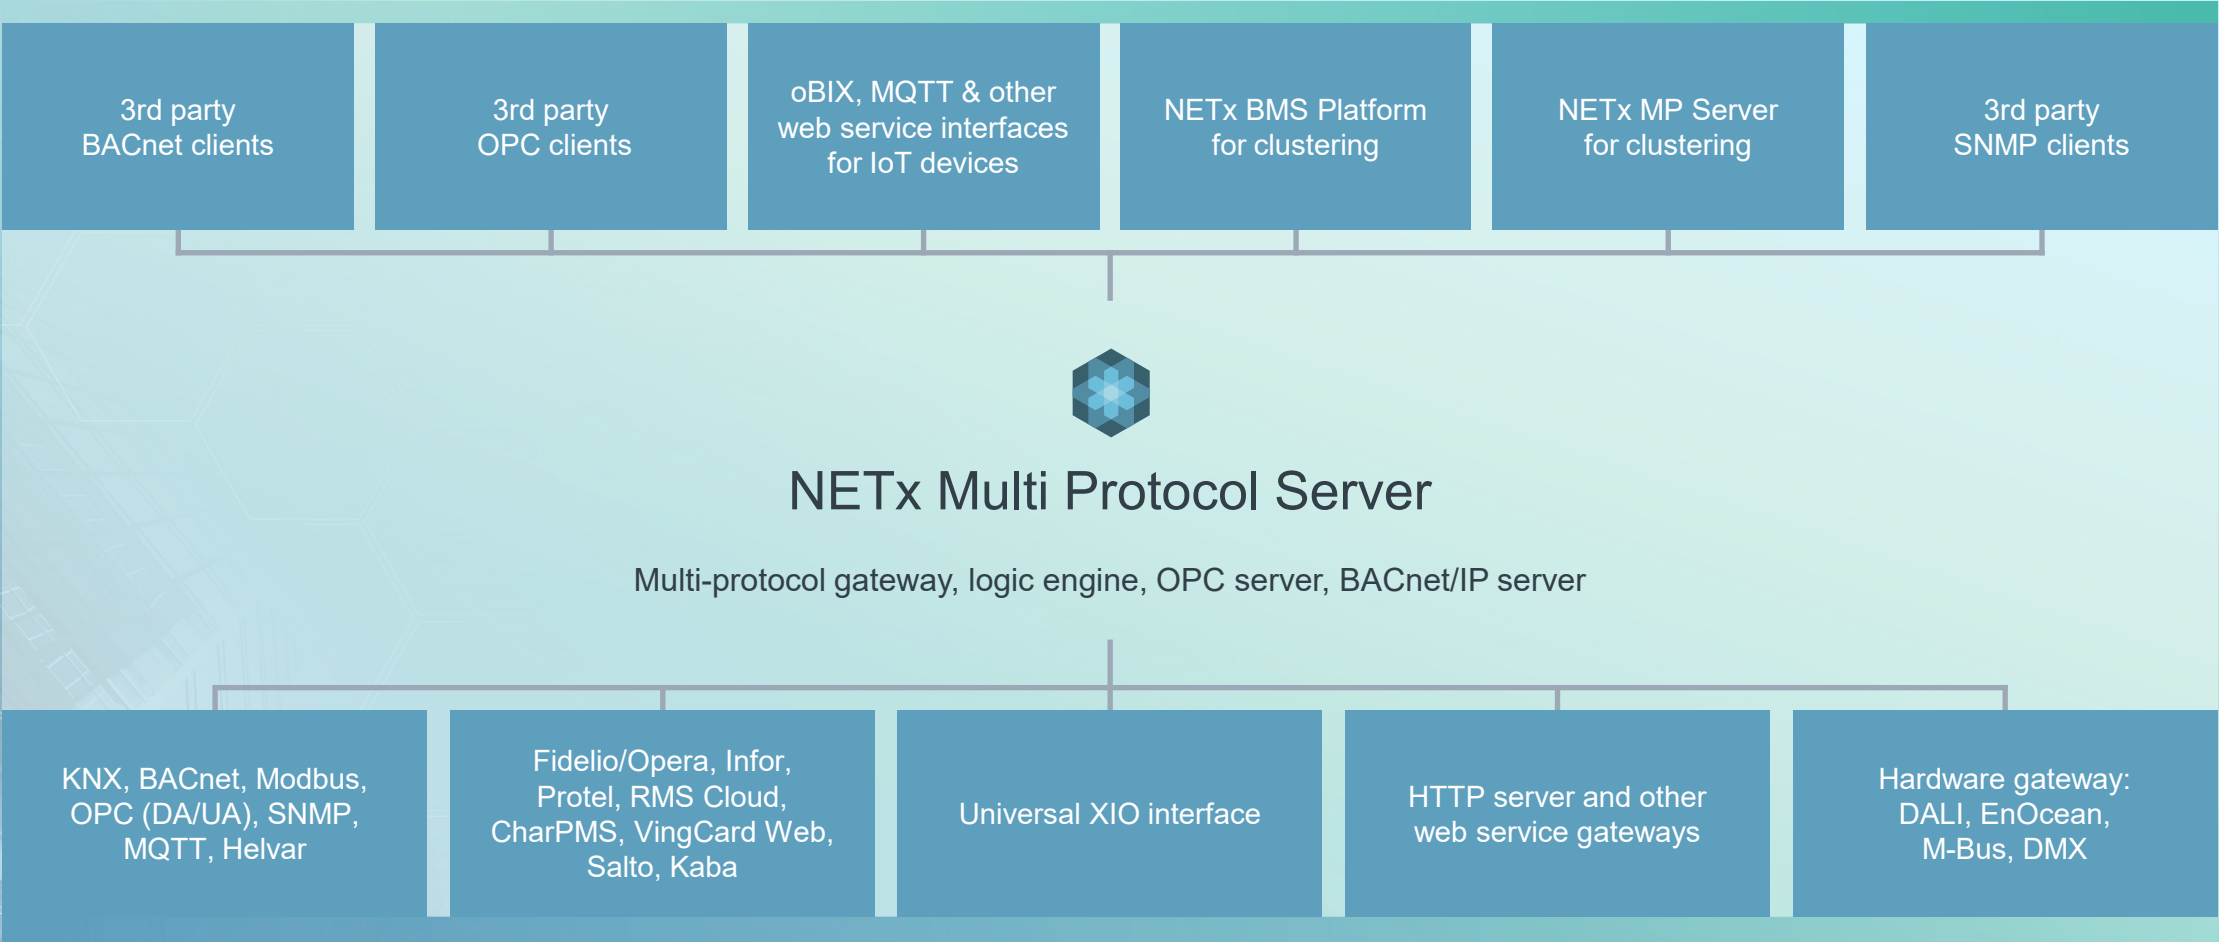 3rd party
BACnet clients
3rd party
OPC clients
oBIX, MQTT & other
web service interfaces
for IoT devices
NETx BMS Platform
for clustering
NETx MP Server
for clustering
3rd party
SNMP clients
NETx Multi Protocol Server
Multi-protocol gateway, logic engine, OPC server, BACnet/IP server
KNX, BACnet, Modbus,
OPC (DA/UA), SNMP,
MQTT, Helvar
Fidelio/Opera, Infor,
Protel, RMS Cloud,
CharPMS, VingCard Web,
Salto, Kaba
Universal XIO interface
HTTP server and other
web service gateways
Hardware gateway:
DALI, EnOcean,
M-Bus, DMX